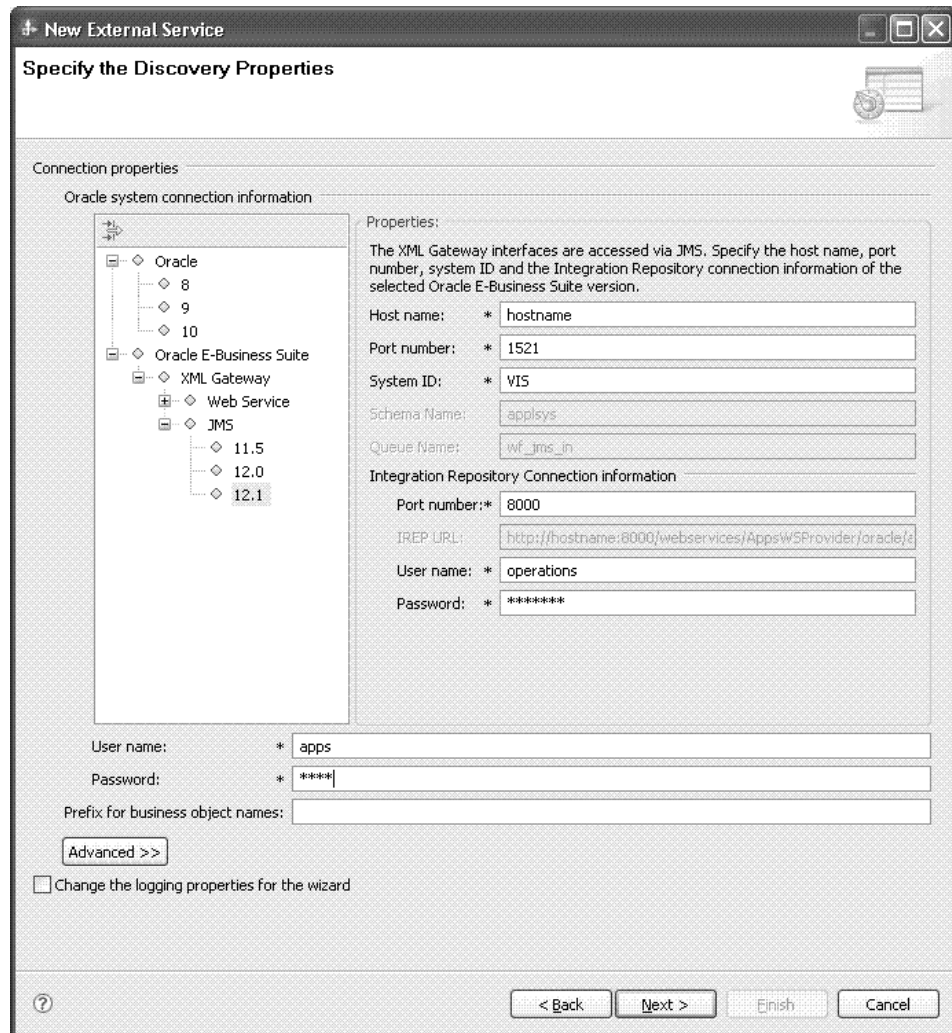 New External Service
Specify the Discovery Properties
Connection properties
Oracle system connection information
Oracle
8
9
10
Oracle E-Business Suite
XML Gateway
Web Service
JMS
11.5
12.0
12.1
Properties:
The XML Gateway interfaces are accessed via JMS. Specify the host name, port
number, system ID and the Integration Repository connection information of the
selected Oracle E-Business Suite version.
Host name: * hostname
Port number: * 1521
System ID: * VIS
Schema Name: applsys
Queue Name: wf_jms_in
Integration Repository Connection information
Port number:* 8000
IREP URL: http://hostname:8000/webservices/AppsWSProvider/oracle/a
User name: * operations
Password: * *******
User name: * apps
Password: * ****
Prefix for business object names:
Advanced >>
Change the logging properties for the wizard
? < Back Next > Finish Cancel